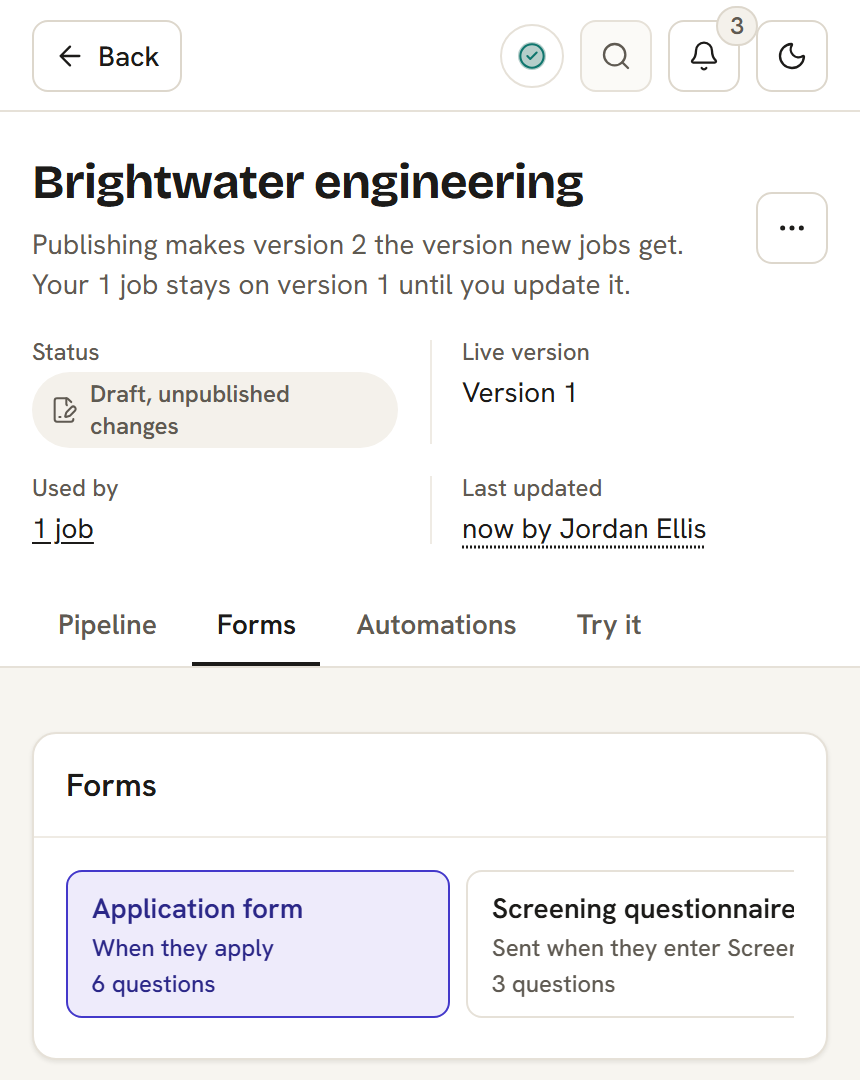 Back
3
Brightwater engineering
Publishing makes version 2 the version new jobs get.
Your 1 job stays on version 1 until you update it.
Status
Draft, unpublished
changes
Live version
Version 1
Used by
1 job
Last updated
now by Jordan Ellis
Pipeline
Forms
Automations
Try it
Forms
Application form
When they apply
6 questions
Screening questionnaire
Sent when they enter Screen
3 questions